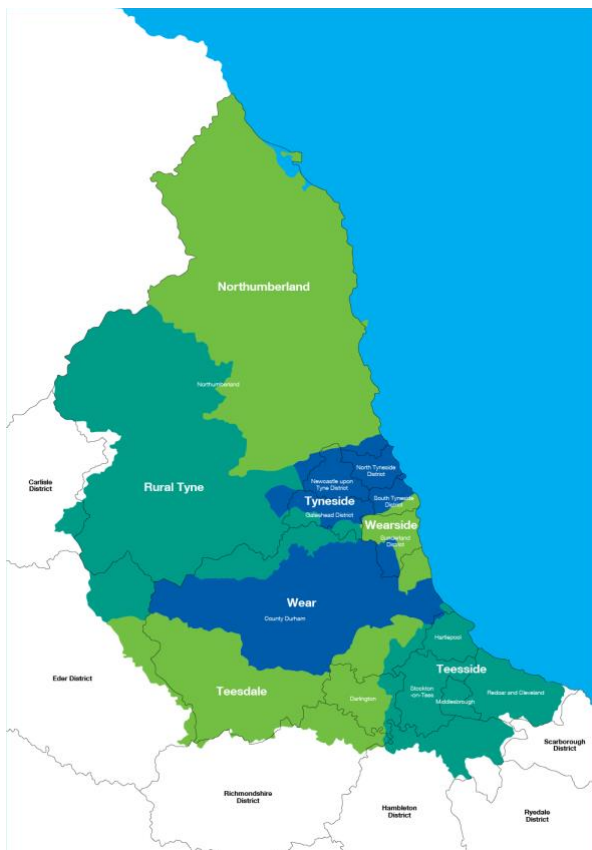 Northumberland
Northumberland
Carlisle
District
Rural Tyne
North Tyneside
District
Newcastle upon
Tyne District
Tyneside
South Tyneside
District
Gateshead District
Wearside
Sunderland
District
Wear
County Durham
Hartlepool
Teesside
Eder District
Teesdale
Darlington
Stockton
-on-Tees
Middlesbrough
Redcar and Cleveland
Scarborough
District
Richmondshire
District
Hambleton
District
Ryedale
District